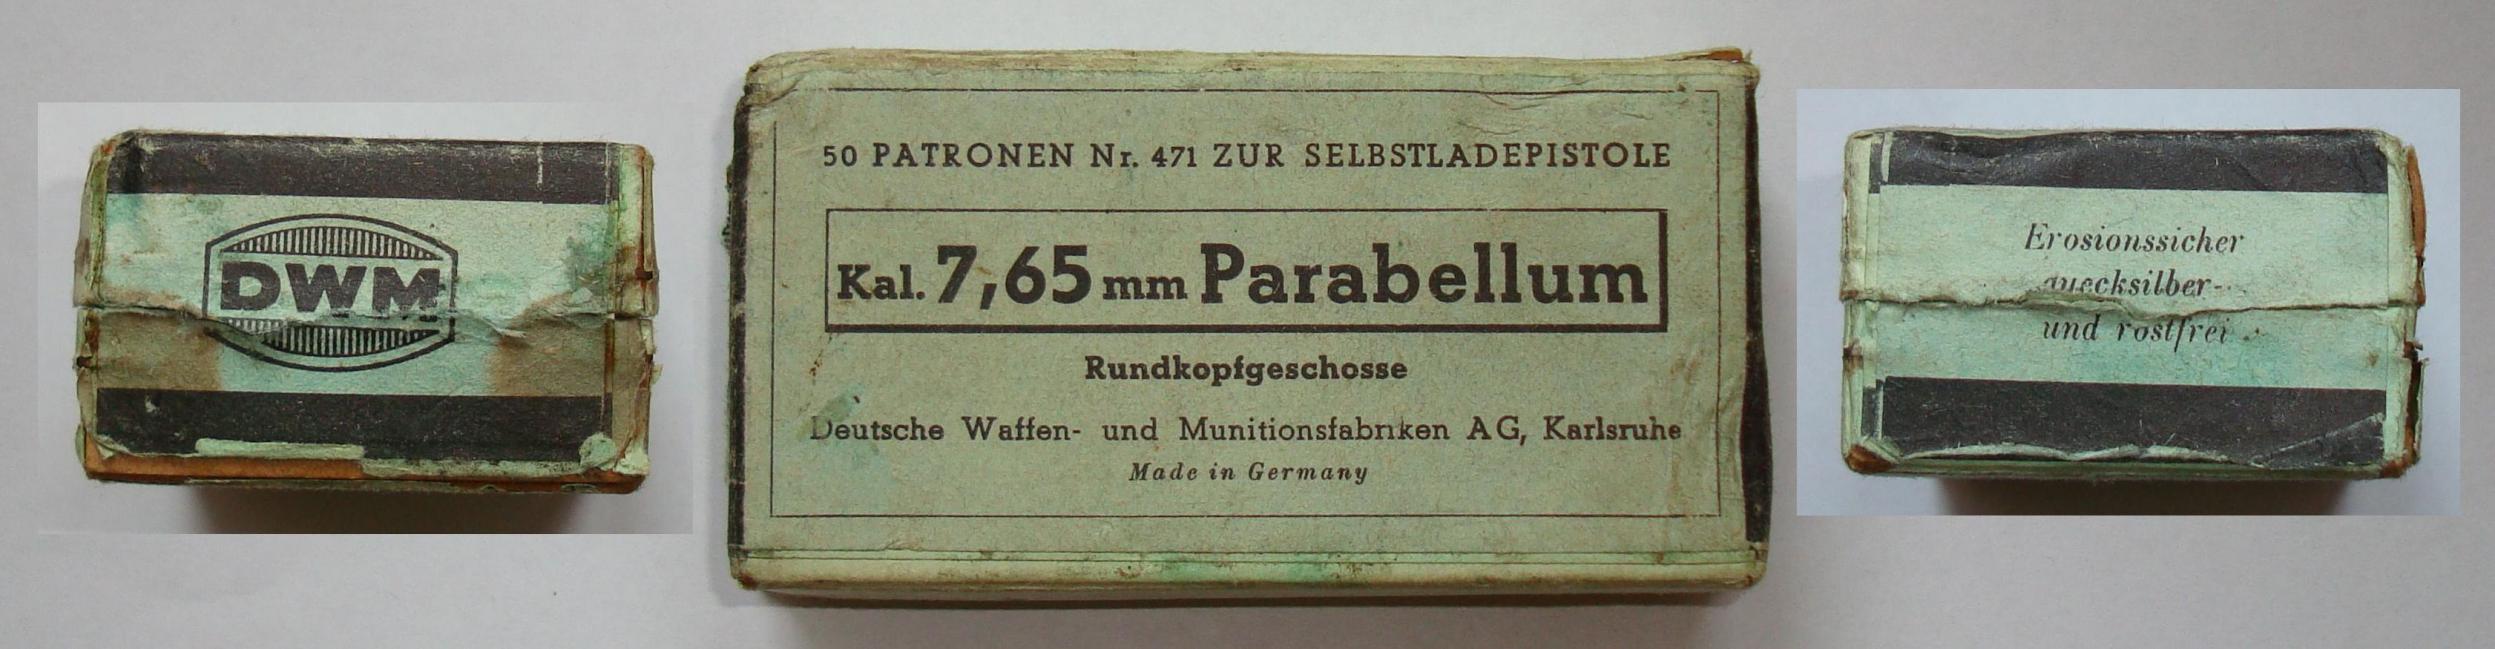 DWM
50 PATRONEN Nr. 471 ZUR SELBSTLADEPISTOLE
Kal. 7,65 mm Parabellum
Rundkopfgeschosse
Deutsche Waffen- und Munitionsfabriken AG, Karlsruhe
Made in Germany
Erosionssicher
quecksilber-
und rostfrei